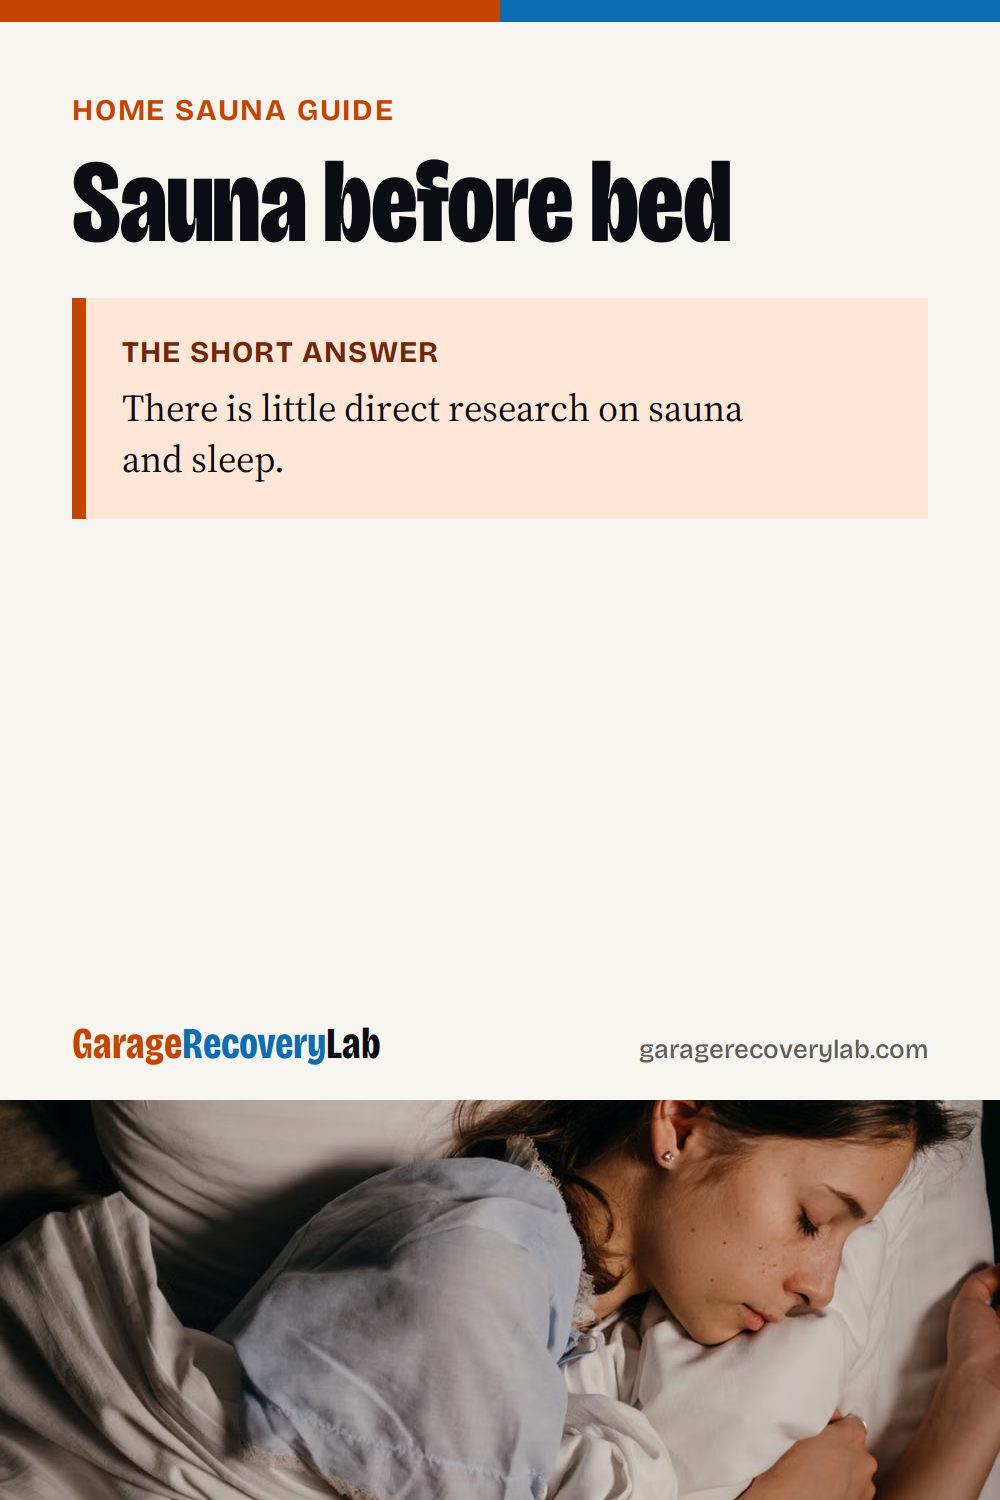 HOME SAUNA GUIDE
Sauna before bed
THE SHORT ANSWER
There is little direct research on sauna
and sleep.
GarageRecoveryLab
garagerecoverylab.com